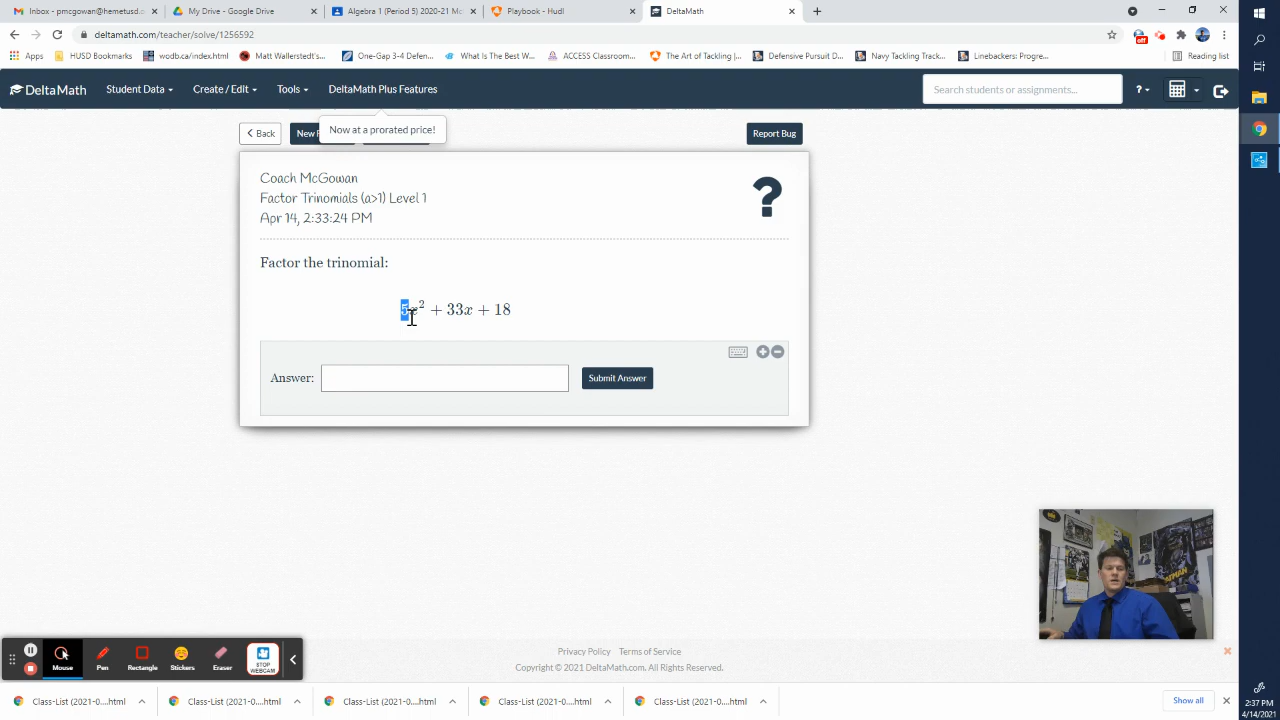 Inbox - pmcgowan@hemetusd.c
My Drive - Google Drive
Algebra 1 (Period 5) 2020-21 Mc
Playbook - Hudl
DeltaMath
deltamath.com/teacher/solve/1256592
Apps
HUSD Bookmarks
wodb.ca/index.html
Matt Wallerstedt's...
One-Gap 3-4 Defen...
What Is The Best W...
ACCESS Classroom...
The Art of Tackling |...
Defensive Pursuit D...
Navy Tackling Track...
Linebackers: Progre...
Reading list
DeltaMath
Student Data
Create / Edit
Tools
DeltaMath Plus Features
Search students or assignments...
?
Now at a prorated price!
Back
New
Report Bug
Coach McGowan
Factor Trinomials (a>1) Level 1
Apr 14, 2:33:24 PM
?
Factor the trinomial:
5x² + 33x + 18
Answer:
Submit Answer
Mouse
Pen
Rectangle
Stickers
Eraser
STOP WEBCAM
Privacy Policy
Terms of Service
Copyright © 2021 DeltaMath.com. All Rights Reserved.
Class-List (2021-0....html
Class-List (2021-0....html
Class-List (2021-0....html
Class-List (2021-0....html
Class-List (2021-0....html
Show all
2:37 PM
4/14/2021